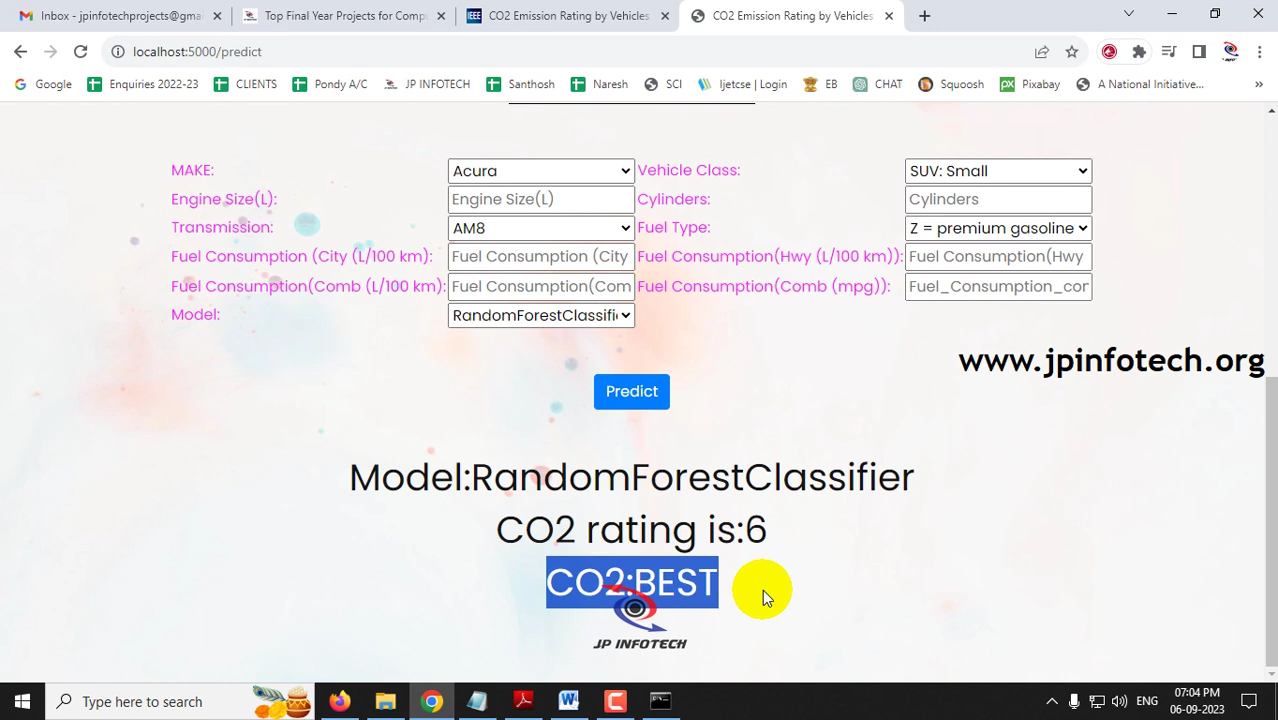 Inbox - jpinfotechprojects@gma
Top Final Year Projects for Comp
IEEE CO2 Emission Rating by Vehicles
CO2 Emission Rating by Vehicles
localhost:5000/predict
Google
Enquiries 2022-23
CLIENTS
Pondy A/C
JP INFOTECH
Santhosh
Naresh
SCI
Ijetcse | Login
EB
CHAT
Squoosh
px Pixabay
A National Initiative...
»
MAKE: Acura Vehicle Class: SUV: Small
Engine Size(L): Engine Size(L) Cylinders: Cylinders
Transmission: AM8 Fuel Type: Z = premium gasoline
Fuel Consumption (City (L/100 km): Fuel Consumption (City Fuel Consumption(Hwy (L/100 km)): Fuel Consumption(Hwy
Fuel Consumption(Comb (L/100 km): Fuel Consumption(Com Fuel Consumption(Comb (mpg)): Fuel_Consumption_con
Model: RandomForestClassifi
www.jpinfotech.org
Predict
Model:RandomForestClassifier
CO2 rating is:6
CO2:BEST
JP INFOTECH
Type here to search
ENG
07:04 PM
06-09-2023